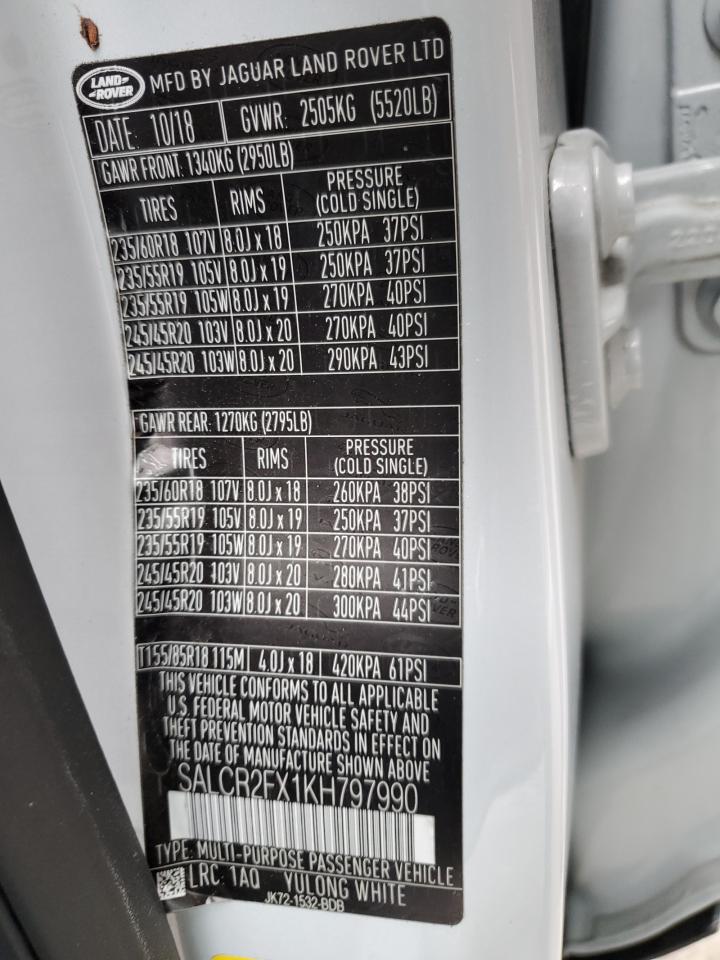 LAND-ROVER MFD BY JAGUAR LAND ROVER LTD
DATE: 10/18 GVWR: 2505KG (5520LB)
GAWR FRONT: 1340KG (2950LB)
TIRES RIMS PRESSURE (COLD SINGLE)
235/60R18 107V 8.0J x 18 250KPA 37PSI
235/55R19 105V 8.0J x 19 250KPA 37PSI
235/55R19 105W 8.0J x 19 270KPA 40PSI
245/45R20 103V 8.0J x 20 270KPA 40PSI
245/45R20 103W 8.0J x 20 290KPA 43PSI
GAWR REAR: 1270KG (2795LB)
TIRES RIMS PRESSURE (COLD SINGLE)
235/60R18 107V 8.0J x 18 260KPA 38PSI
235/55R19 105V 8.0J x 19 250KPA 37PSI
235/55R19 105W 8.0J x 19 270KPA 40PSI
245/45R20 103V 8.0J x 20 280KPA 41PSI
245/45R20 103W 8.0J x 20 300KPA 44PSI
T155/85R18 115M 4.0J x 18 420KPA 61PSI
THIS VEHICLE CONFORMS TO ALL APPLICABLE
U.S. FEDERAL MOTOR VEHICLE SAFETY AND
THEFT PREVENTION STANDARDS IN EFFECT ON
THE DATE OF MANUFACTURE SHOWN ABOVE
SALCR2FX1KH797990
TYPE: MULTI-PURPOSE PASSENGER VEHICLE
LRC: 1AQ YULONG WHITE
JK72-1532-BDB